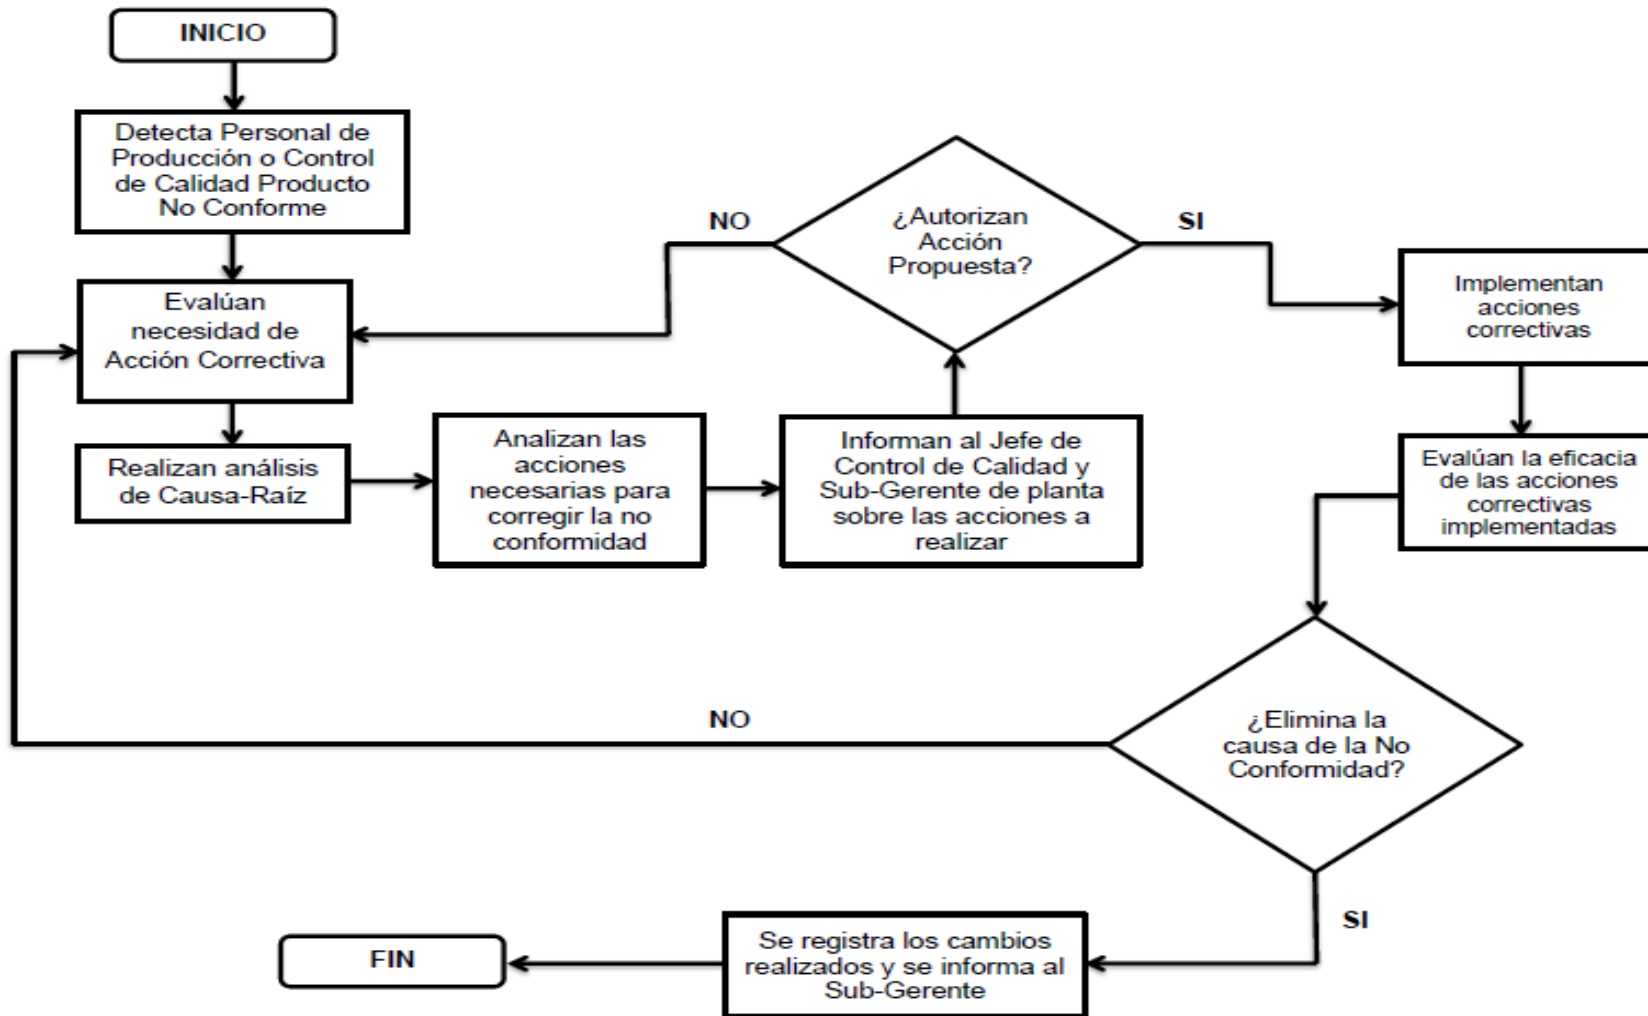 INICIO
Detecta Personal de
Producción o Control
de Calidad Producto
No Conforme
Evalúan
necesidad de
Acción Correctiva
Realizan análisis
de Causa-Raíz
Analizan las
acciones
necesarias para
corregir la no
conformidad
Informan al Jefe de
Control de Calidad y
Sub-Gerente de planta
sobre las acciones a
realizar
¿Autorizan
Acción
Propuesta?
NO
SI
Implementan
acciones
correctivas
Evalúan la eficacia
de las acciones
correctivas
implementadas
¿Elimina la
causa de la No
Conformidad?
NO
SI
Se registra los cambios
realizados y se informa al
Sub-Gerente
FIN